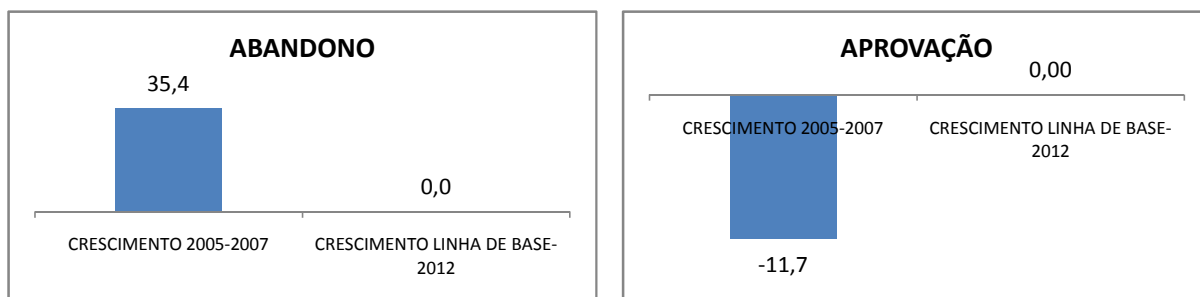 ABANDONO
35,4
0,0
CRESCIMENTO 2005-2007
CRESCIMENTO LINHA DE BASE-
2012
APROVAÇÃO
0,00
CRESCIMENTO 2005-2007
CRESCIMENTO LINHA DE BASE-
2012
-11,7